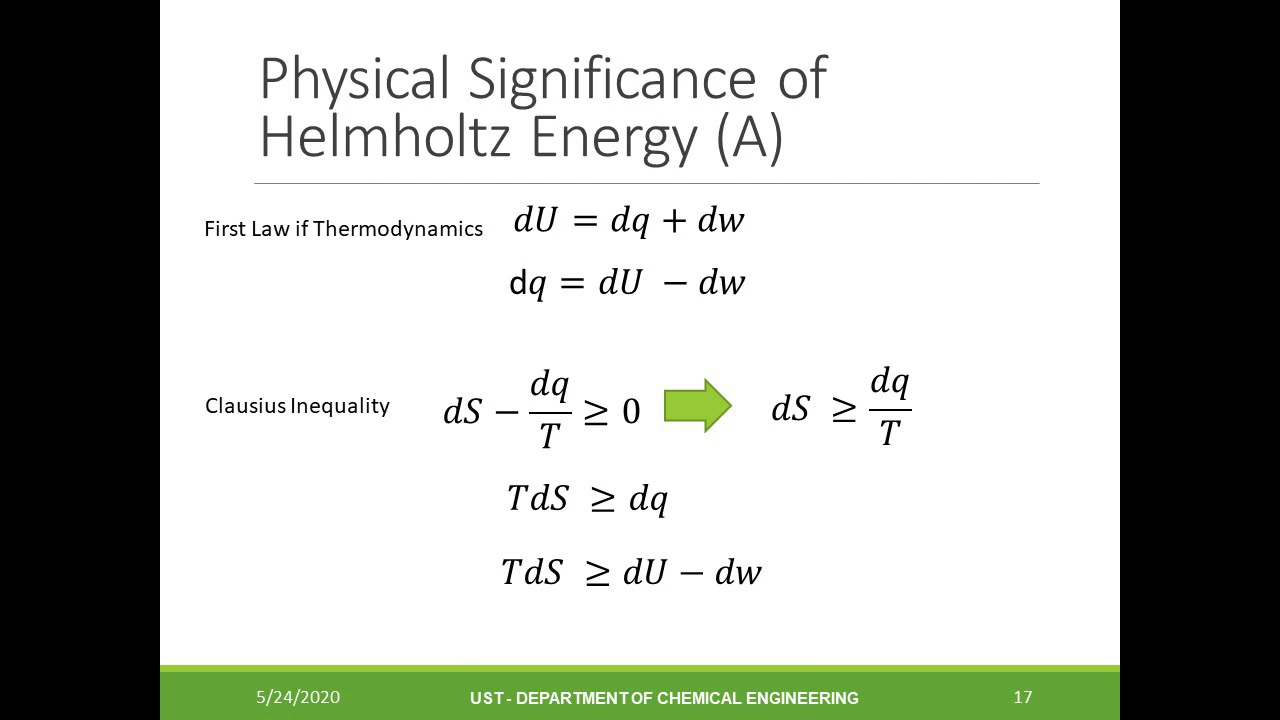 Physical Significance of
Helmholtz Energy (A)
First Law if Thermodynamics
𝑑𝑈 = 𝑑𝑞 + 𝑑𝑤
d𝑞 = 𝑑𝑈 − 𝑑𝑤
Clausius Inequality
𝑑𝑆 − 𝑑𝑞/𝑇 ≥ 0
𝑑𝑆 ≥ 𝑑𝑞/𝑇
𝑇𝑑𝑆 ≥ 𝑑𝑞
𝑇𝑑𝑆 ≥ 𝑑𝑈 − 𝑑𝑤
5/24/2020
UST - DEPARTMENT OF CHEMICAL ENGINEERING
17